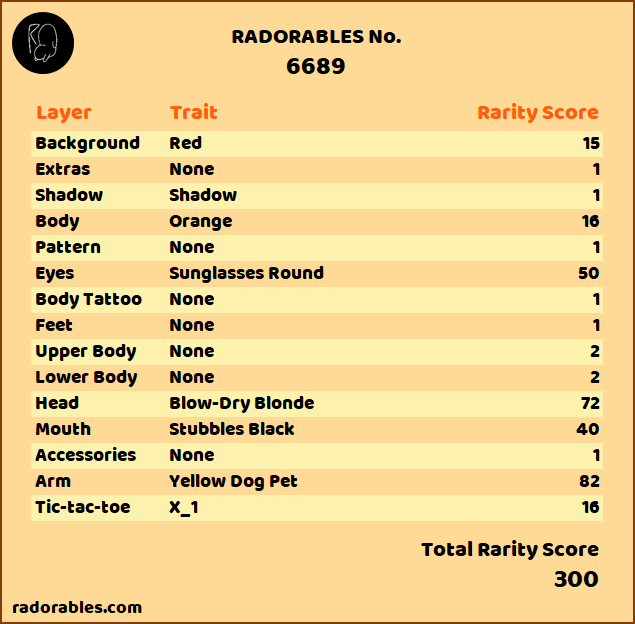 RADORABLES No.
6689
Layer Trait Rarity Score
Background Red 15
Extras None 1
Shadow Shadow 1
Body Orange 16
Pattern None 1
Eyes Sunglasses Round 50
Body Tattoo None 1
Feet None 1
Upper Body None 2
Lower Body None 2
Head Blow-Dry Blonde 72
Mouth Stubbles Black 40
Accessories None 1
Arm Yellow Dog Pet 82
Tic-tac-toe X_1 16
Total Rarity Score
300
radorables.com